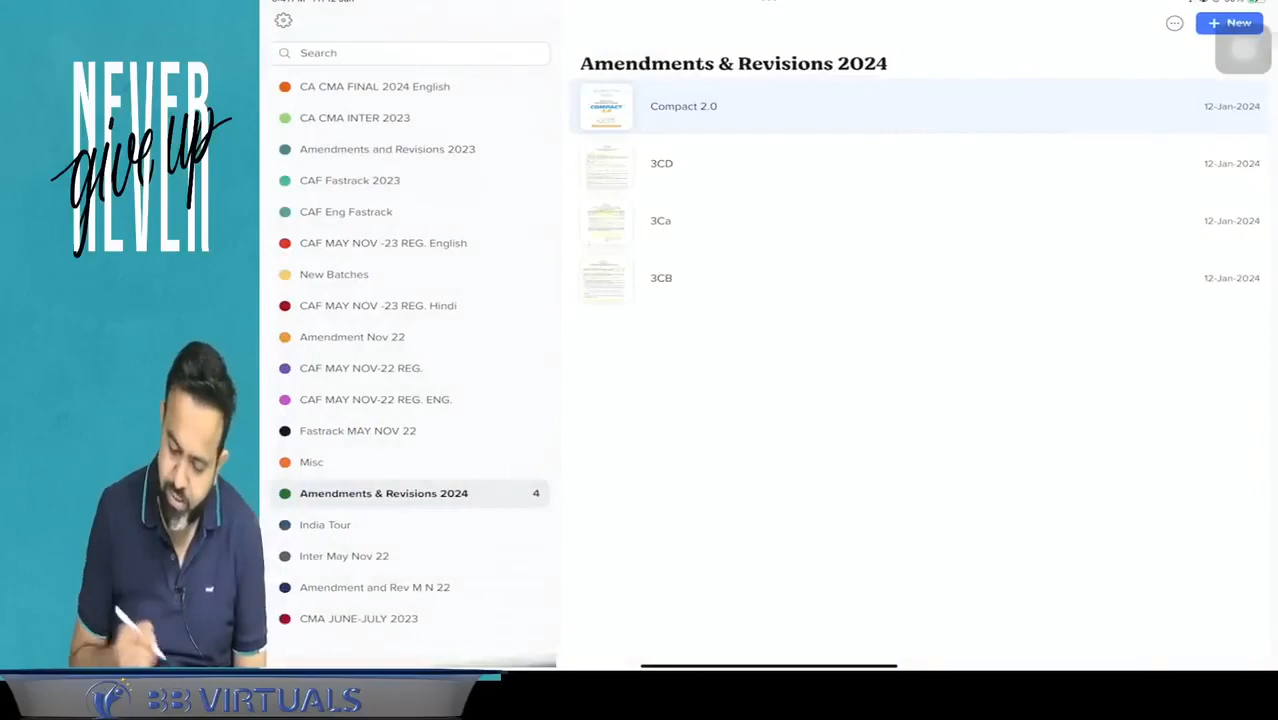 NEVER
give up
NEVER
Search
CA CMA FINAL 2024 English
CA CMA INTER 2023
Amendments and Revisions 2023
CAF Fastrack 2023
CAF Eng Fastrack
CAF MAY NOV -23 REG. English
New Batches
CAF MAY NOV -23 REG. Hindi
Amendment Nov 22
CAF MAY NOV-22 REG.
CAF MAY NOV-22 REG. ENG.
Fastrack MAY NOV 22
Misc
Amendments & Revisions 2024 4
India Tour
Inter May Nov 22
Amendment and Rev M N 22
CMA JUNE-JULY 2023
+ New
Amendments & Revisions 2024
COMPACT
Compact 2.0 12-Jan-2024
3CD 12-Jan-2024
3Ca 12-Jan-2024
3CB 12-Jan-2024
BB VIRTUALS